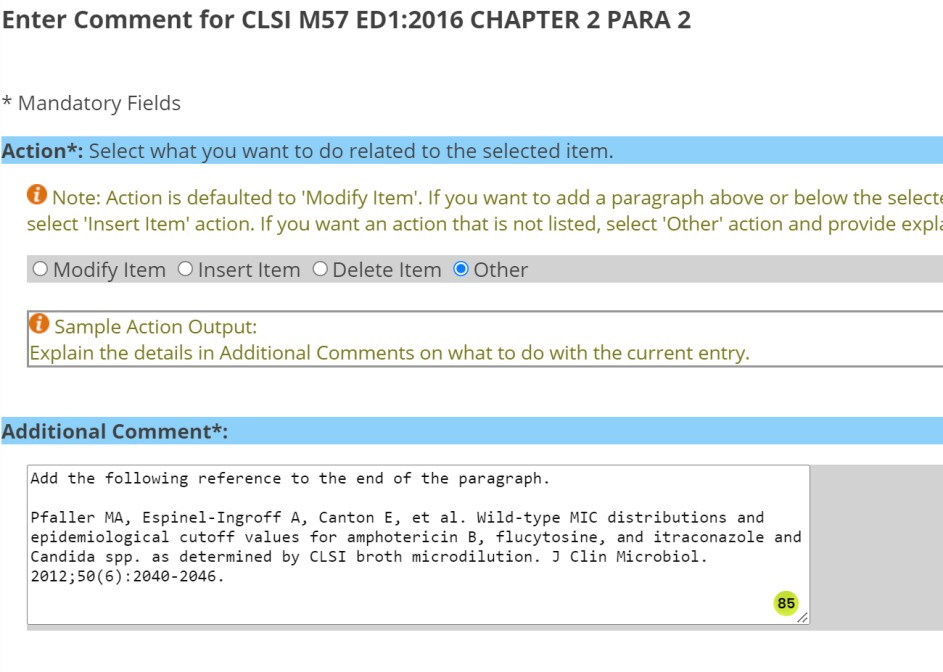 Enter Comment for CLSI M57 ED1:2016 CHAPTER 2 PARA 2
* Mandatory Fields
Action*: Select what you want to do related to the selected item.
Note: Action is defaulted to 'Modify Item'. If you want to add a paragraph above or below the
select 'Insert Item' action. If you want an action that is not listed, select 'Other' action and provide
Modify Item Insert Item Delete Item Other
Sample Action Output:
Explain the details in Additional Comments on what to do with the current entry.
Additional Comment*:
Add the following reference to the end of the paragraph.
Pfaller MA, Espinel-Ingroff A, Canton E, et al. Wild-type MIC distributions and
epidemiological cutoff values for amphotericin B, flucytosine, and itraconazole and
Candida spp. as determined by CLSI broth microdilution. J Clin Microbiol.
2012;50(6):2040-2046.
85